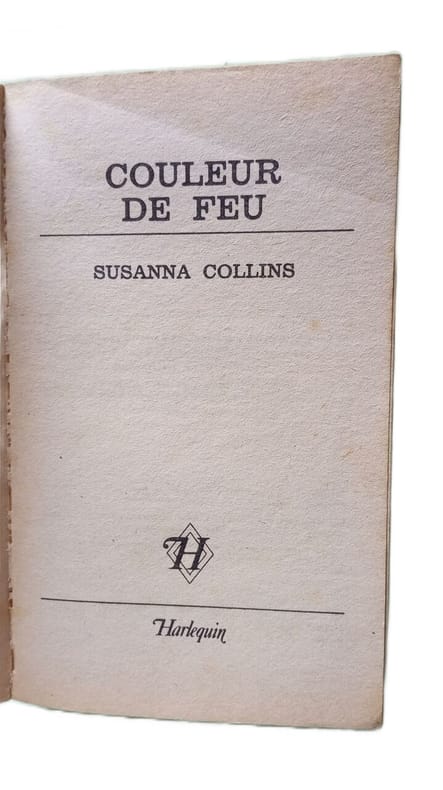 COULEUR
DE FEU
SUSANNA COLLINS
H
Harlequin